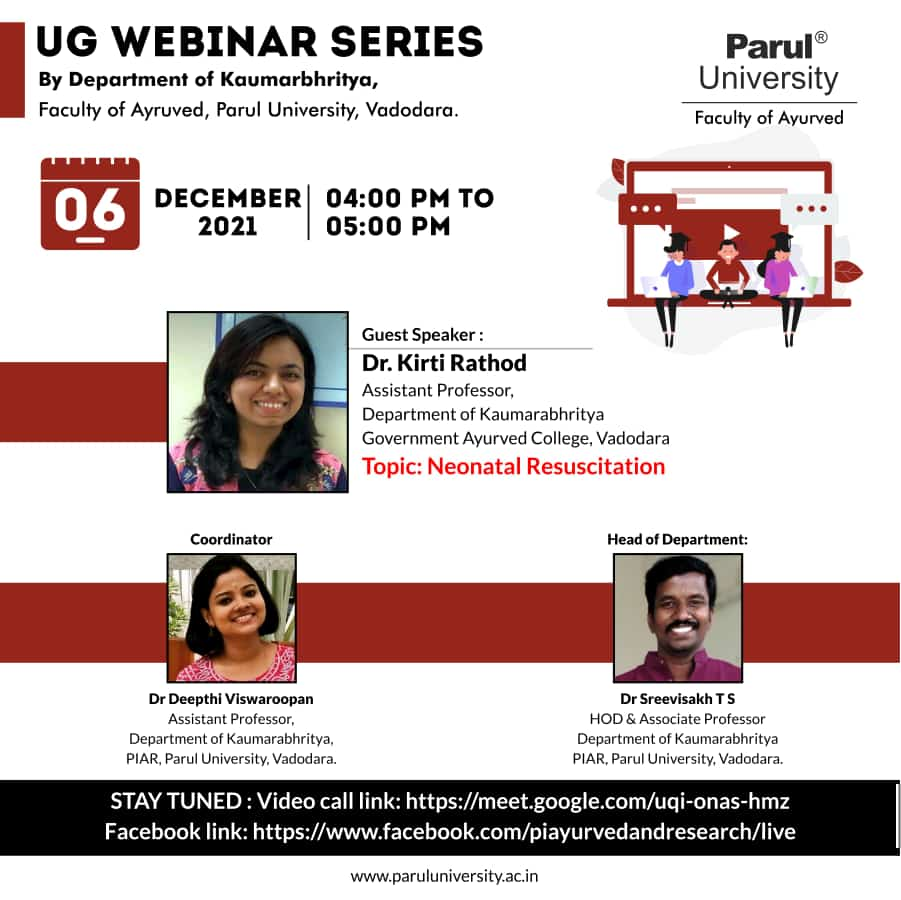 UG WEBINAR SERIES
By Department of Kaumarbhritya,
Faculty of Ayruved, Parul University, Vadodara.
Parul®
University
Faculty of Ayurved
06
DECEMBER
2021
04:00 PM TO
05:00 PM
Guest Speaker :
Dr. Kirti Rathod
Assistant Professor,
Department of Kaumarabhritya
Government Ayurved College, Vadodara
Topic: Neonatal Resuscitation
Coordinator
Dr Deepthi Viswaroopan
Assistant Professor,
Department of Kaumarabhritya,
PIAR, Parul University, Vadodara.
Head of Department:
Dr Sreevisakh T S
HOD & Associate Professor
Department of Kaumarabhritya
PIAR, Parul University, Vadodara.
STAY TUNED : Video call link: https://meet.google.com/uqi-onas-hmz
Facebook link: https://www.facebook.com/piayurvedandresearch/live
www.paruluniversity.ac.in